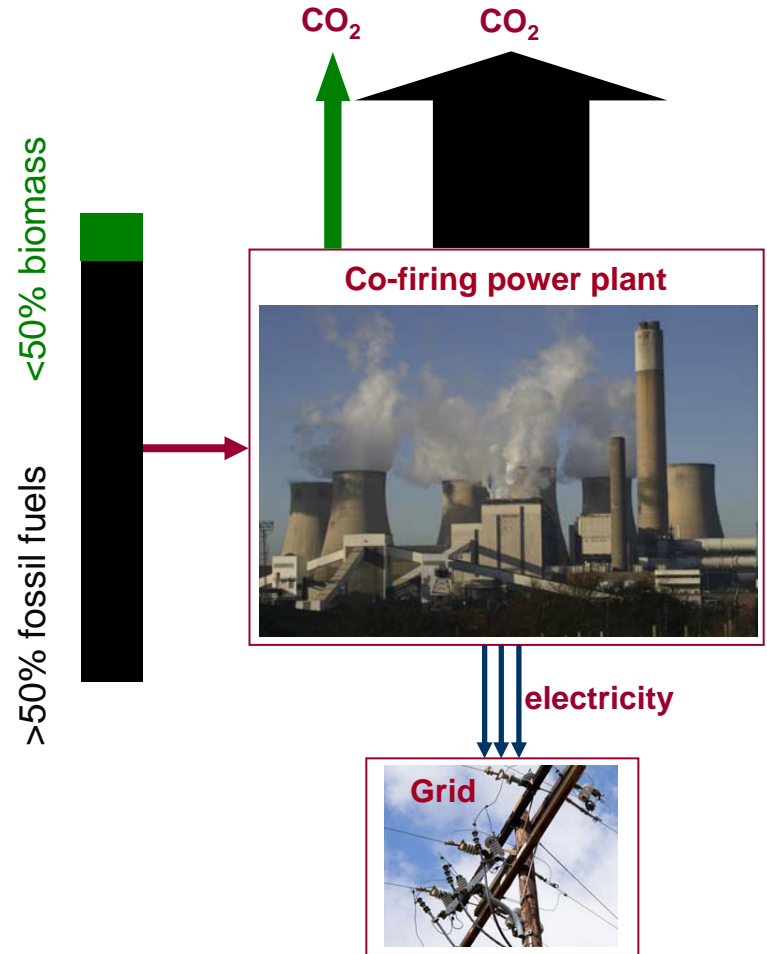 CO₂
CO₂
<50% biomass
>50% fossil fuels
Co-firing power plant
electricity
Grid